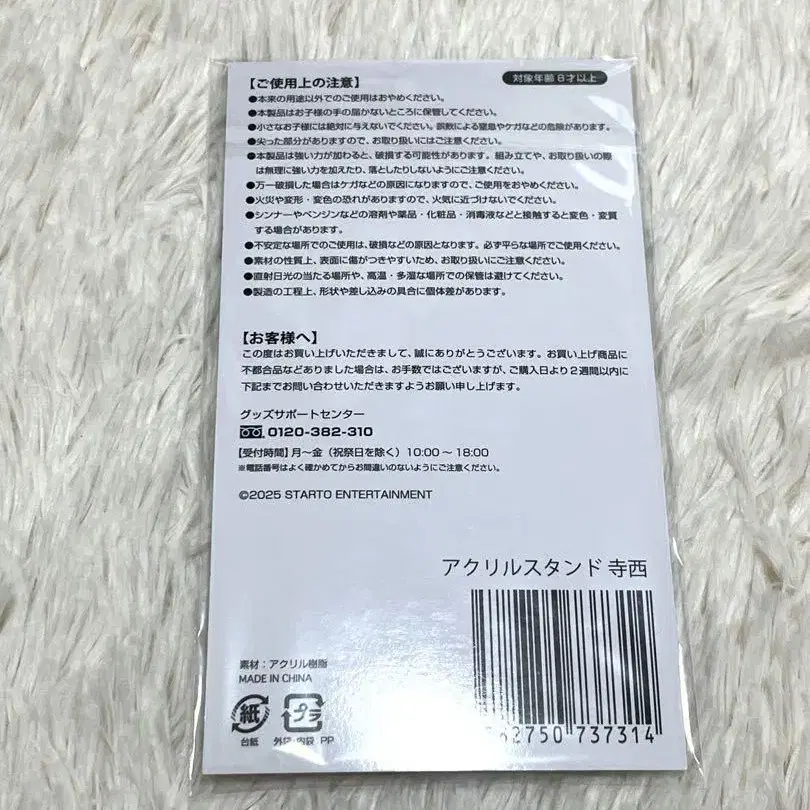 【ご使用上の注意】
対象年齢 8才以上
●本来の用途以外でのご使用はおやめください。
●本製品はお子様の手の届かないところに保管してください。
●小さなお子様には絶対に与えないでください。誤飲による窒息やケガなどの危険があります。
●尖った部分がありますので、お取り扱いにはご注意ください。
●本製品は強い力が加わると、破損する可能性があります。組み立てや、お取り扱いの際
は無理に強い力を加えたり、落としたりしないようにご注意ください。
●万一破損した場合はケガなどの原因になりますので、ご使用をおやめください。
●火災や変形・変色の恐れがありますので、火気に近づけないでください。
●シンナーやベンジンなどの溶剤や薬品・化粧品・消毒液などと接触すると変色・変質
する場合があります。
●不安定な場所でのご使用は、破損などの原因となります。必ず平らな場所でご使用ください。
●素材の性質上、表面に傷がつきやすいため、お取り扱いにご注意ください。
●直射日光の当たる場所や、高温・多湿な場所での保管は避けてください。
●製造の工程上、形状や差し込みの具合に個体差があります。
【お客様へ】
この度はお買い上げいただきまして、誠にありがとうございます。お買い上げ商品に
不都合品などありました場合は、お手数ではございますが、ご購入日より2週間以内に
下記までお問い合わせいただきますようお願い申し上げます。
グッズサポートセンター
0120-382-310
【受付時間】月〜金（祝祭日を除く）10:00〜18:00
※電話番号はよく確かめてからお間違いのないようにご注意ください。
©2025 STARTO ENTERTAINMENT
アクリルスタンド 寺西
素材：アクリル樹脂
MADE IN CHINA
紙
プラ
台紙
外袋 内袋 PP
2750 737314